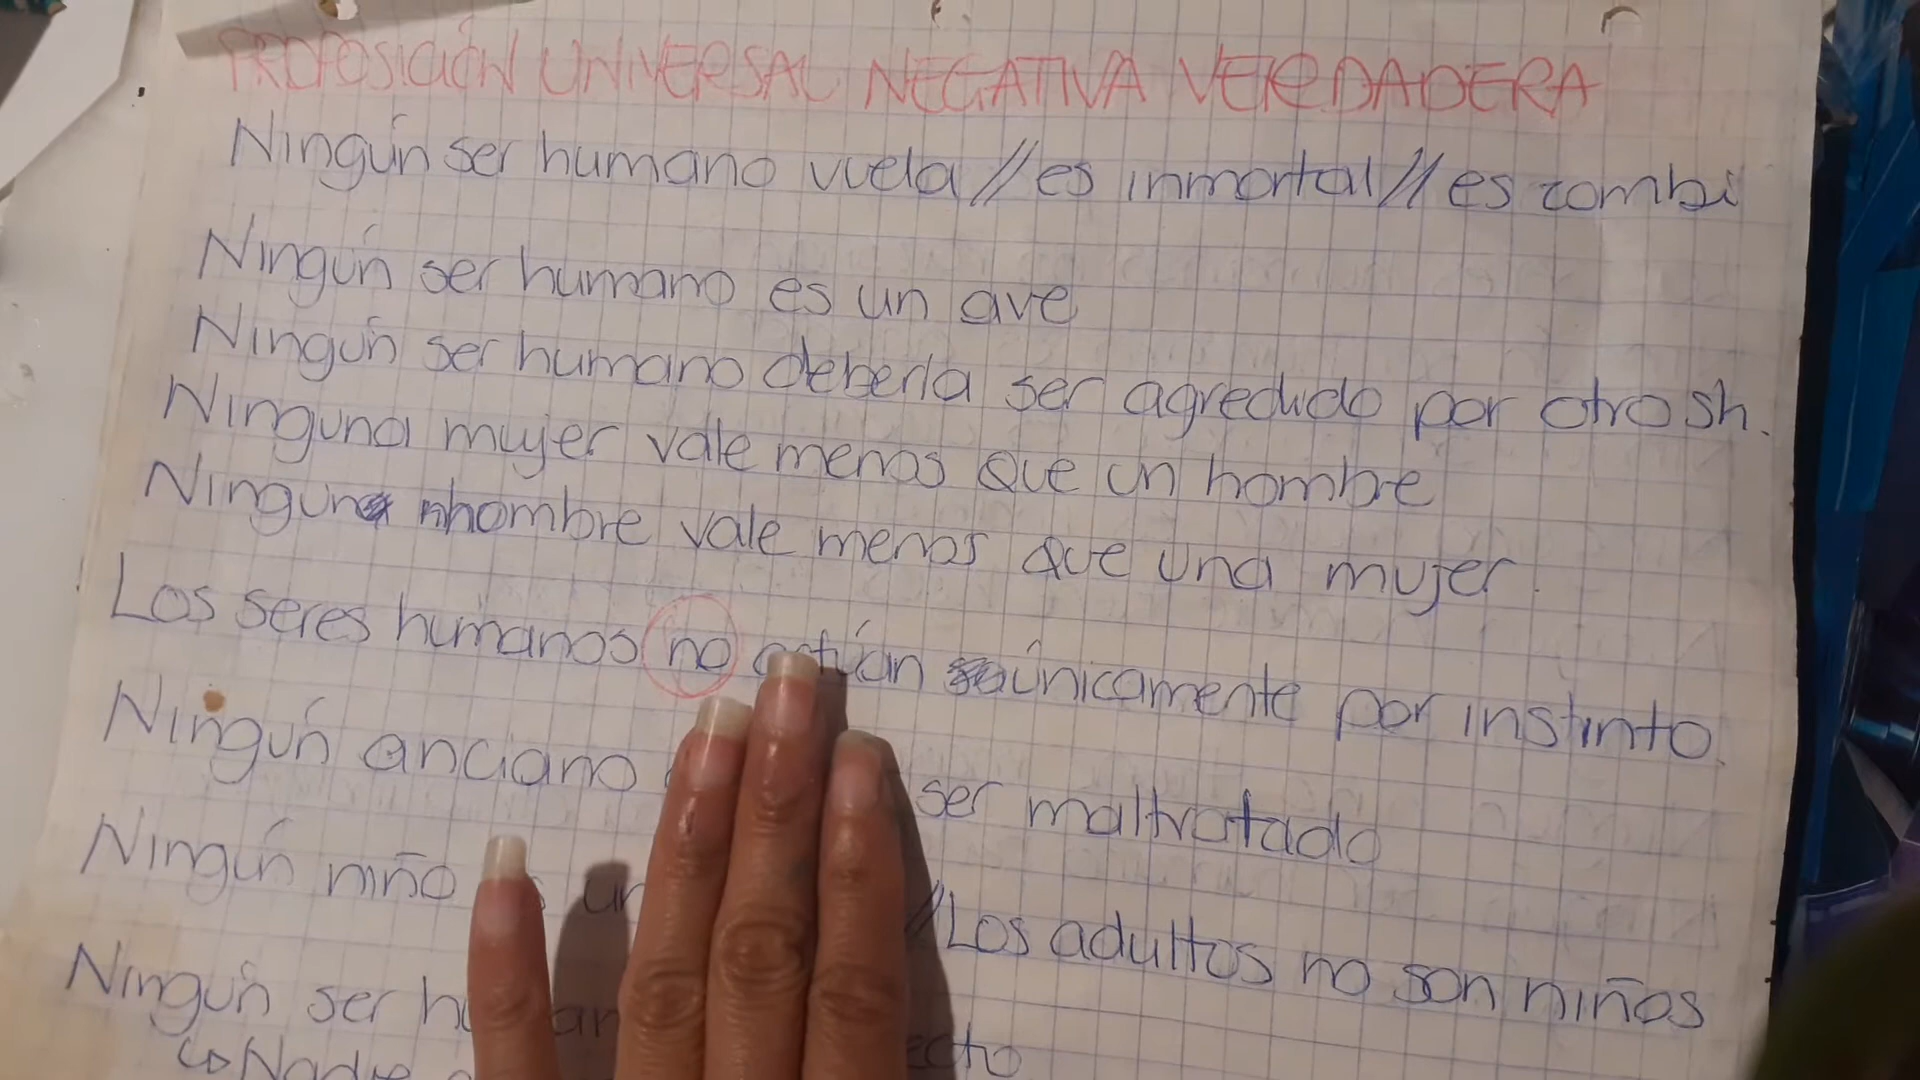 PROPOSICIÓN UNIVERSAL NEGATIVA VERDADERA
Ningún ser humano vuela // es inmortal // es zombi
Ningún ser humano es un ave
Ningún ser humano debería ser agredido por otro sh.
Ninguna mujer vale menos que un hombre
Ningun hombre vale menos que una mujer.
Los seres humanos no actúan únicamente por instinto.
Ningún anciano ser maltratado
Ningún niño // Los adultos no son niños
Ningún ser
↳ Nadie